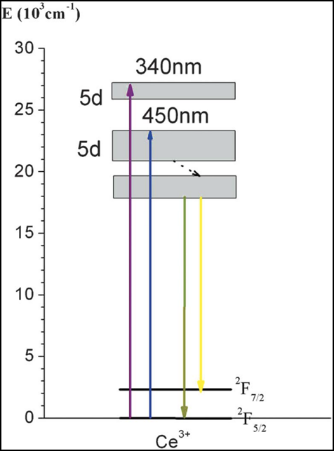 E (10³cm⁻¹)
30
340nm
5d
25
450nm
5d
20
15
10
5
²F₇/₂
0
²F₅/₂
Ce³⁺